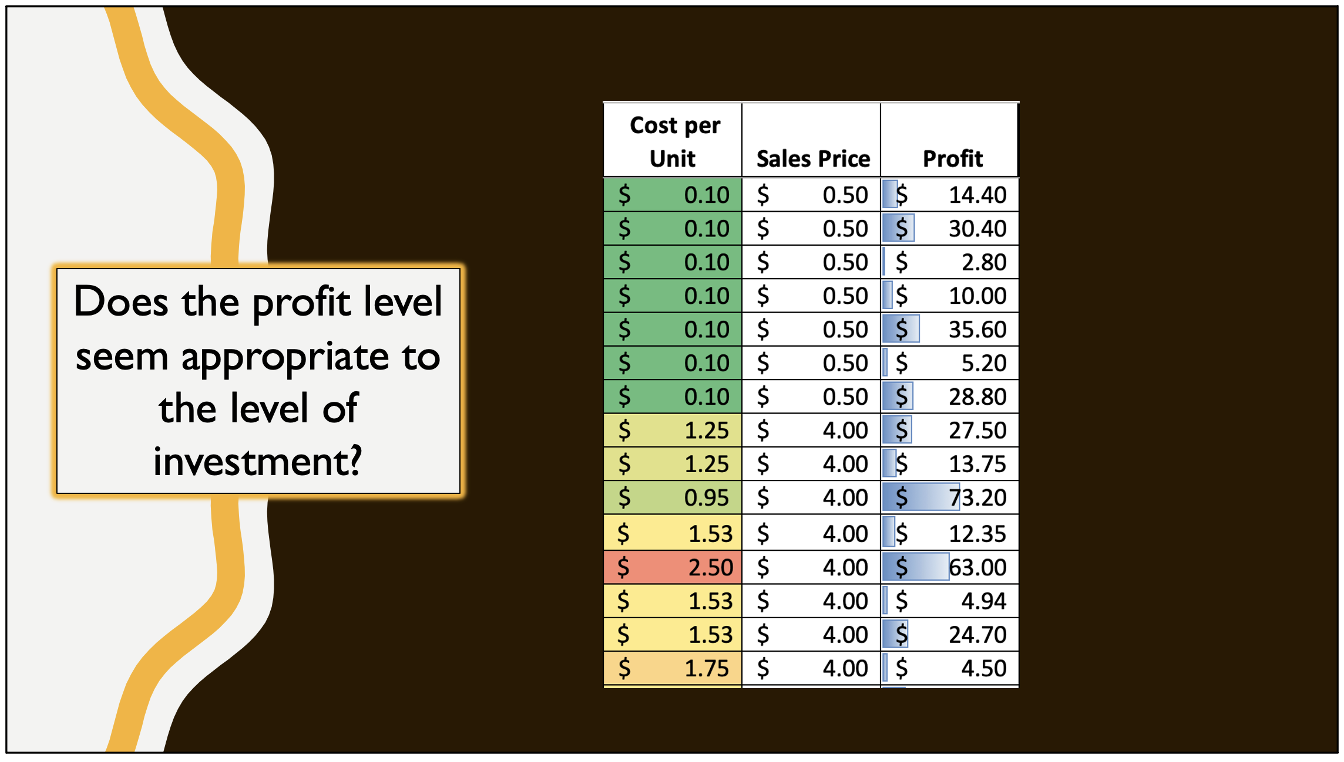 Does the profit level
seem appropriate to
the level of
investment?
Cost per
Unit Sales Price Profit
$ 0.10 $ 0.50 $ 14.40
$ 0.10 $ 0.50 $ 30.40
$ 0.10 $ 0.50 $ 2.80
$ 0.10 $ 0.50 $ 10.00
$ 0.10 $ 0.50 $ 35.60
$ 0.10 $ 0.50 $ 5.20
$ 0.10 $ 0.50 $ 28.80
$ 1.25 $ 4.00 $ 27.50
$ 1.25 $ 4.00 $ 13.75
$ 0.95 $ 4.00 $ 73.20
$ 1.53 $ 4.00 $ 12.35
$ 2.50 $ 4.00 $ 63.00
$ 1.53 $ 4.00 $ 4.94
$ 1.53 $ 4.00 $ 24.70
$ 1.75 $ 4.00 $ 4.50